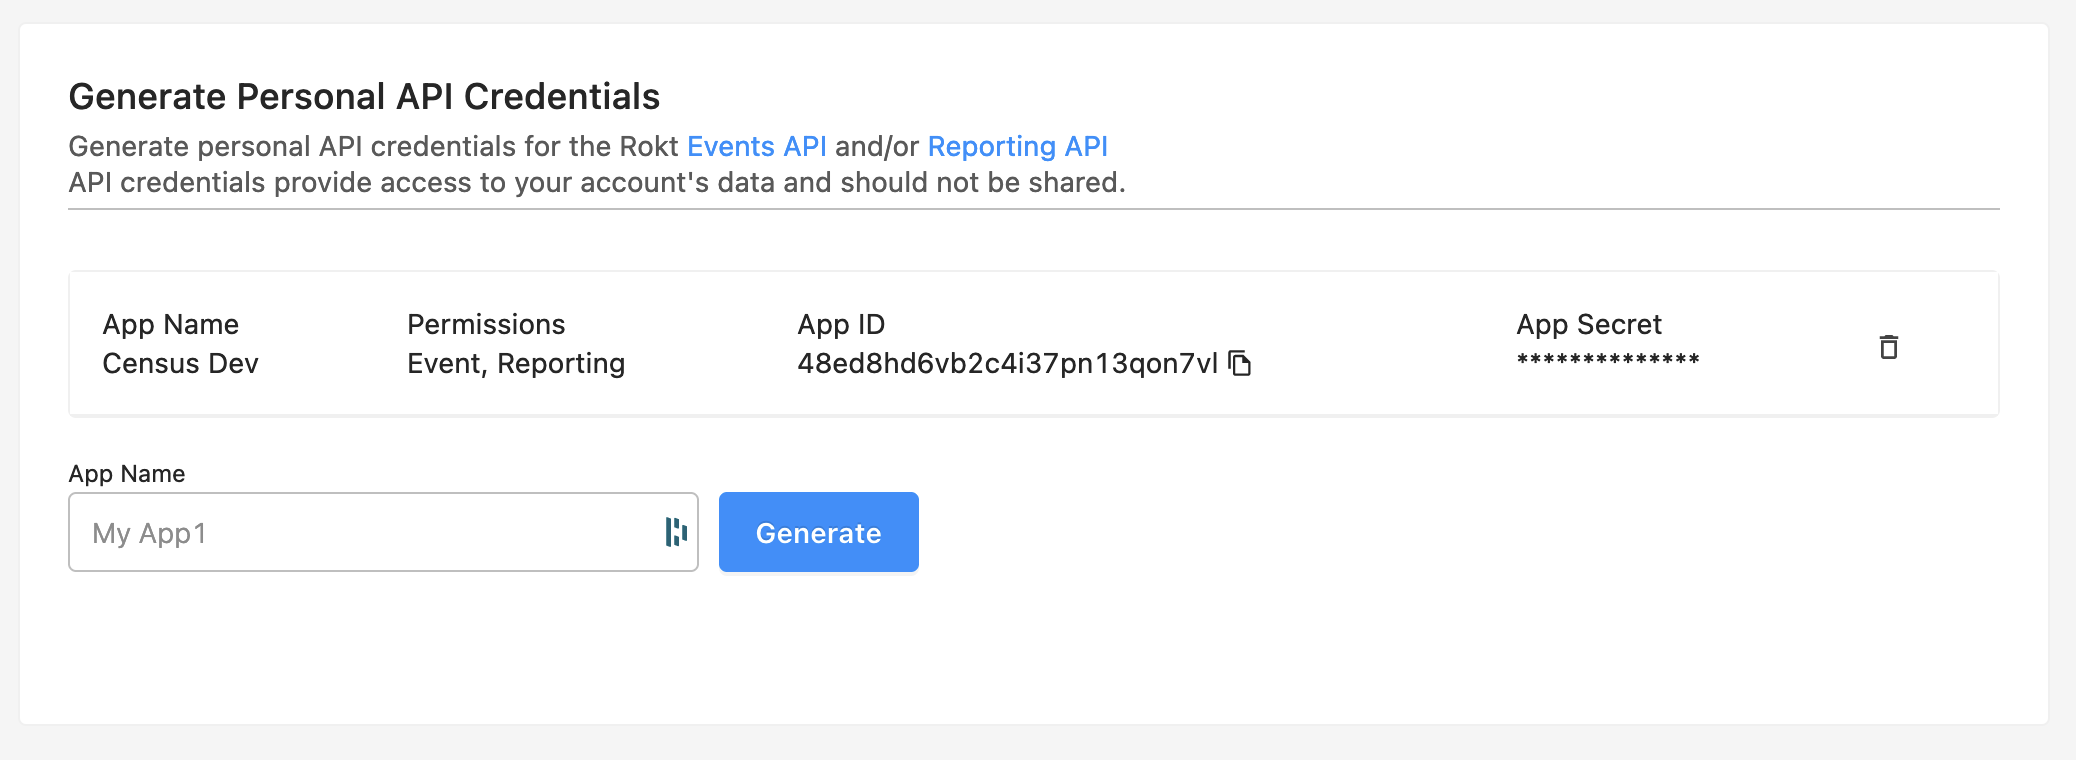 Generate Personal API Credentials
Generate personal API credentials for the Rokt Events API and/or Reporting API
API credentials provide access to your account's data and should not be shared.
App Name Permissions App ID App Secret
Census Dev Event, Reporting 48ed8hd6vb2c4i37pn13qon7vl **************
App Name
My App1 Generate